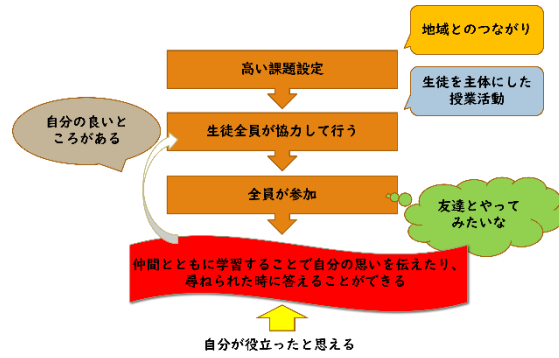 地域とのつながり
高い課題設定
生徒を主体にした
授業活動
自分の良いと
ころがある
生徒全員が協力して行う
全員が参加
友達とやって
みたいな
仲間とともに学習することで自分の思いを伝えたり、
尋ねられた時に答えることができる
自分が役立ったと思える